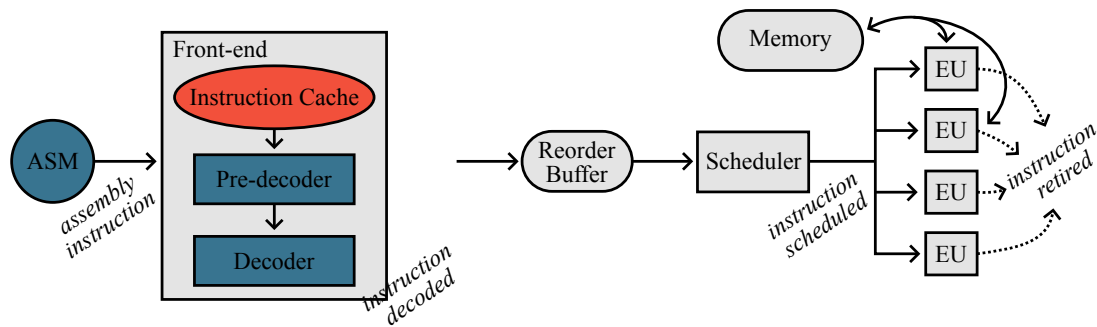 Front-end
Instruction Cache
ASM
assembly
instruction
Pre-decoder
Decoder
instruction
decoded
Reorder
Buffer
Scheduler
instruction
scheduled
Memory
EU
EU
EU
EU
instruction
retired